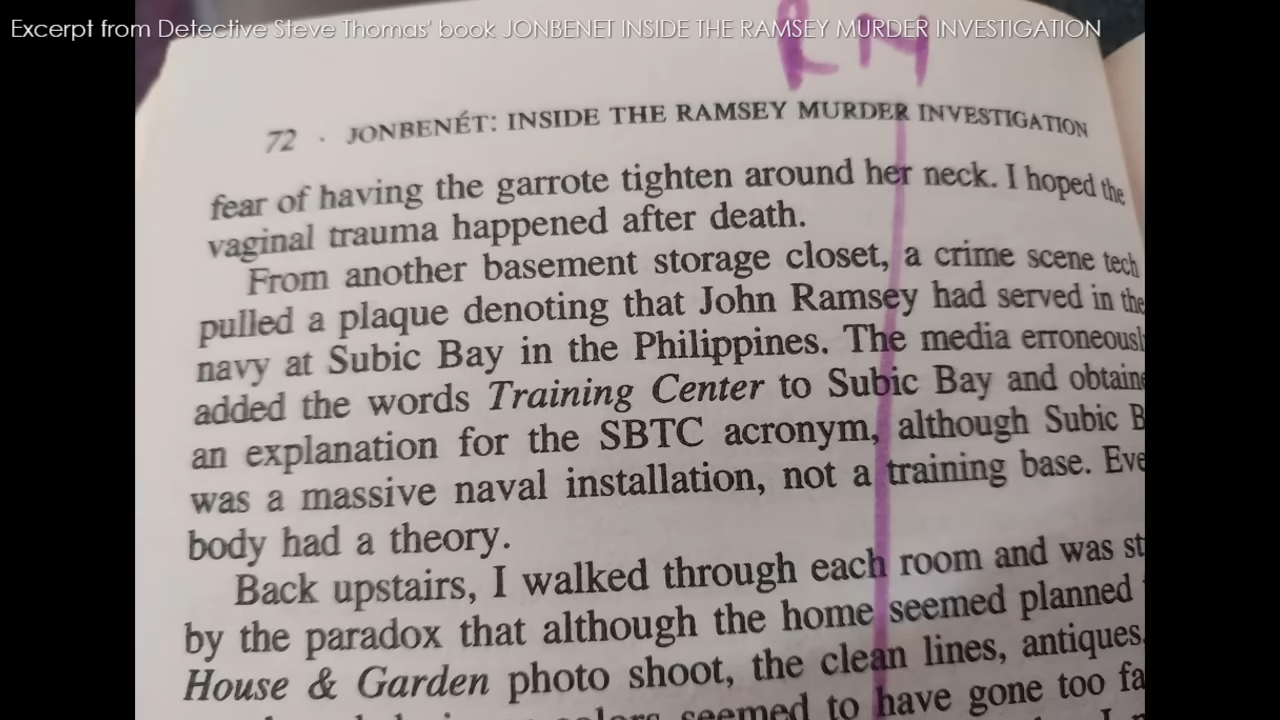 Excerpt from Detective Steve Thomas' book JONBENET INSIDE THE RAMSEY MURDER INVESTIGATION
72 · JONBENÉT: INSIDE THE RAMSEY MURDER INVESTIGATION
fear of having the garrote tighten around her neck. I hoped the
vaginal trauma happened after death.
From another basement storage closet, a crime scene tech
pulled a plaque denoting that John Ramsey had served in the
navy at Subic Bay in the Philippines. The media erroneousl
added the words Training Center to Subic Bay and obtaine
an explanation for the SBTC acronym, although Subic B
was a massive naval installation, not a training base. Eve
body had a theory.
Back upstairs, I walked through each room and was st
by the paradox that although the home seemed planned
House & Garden photo shoot, the clean lines, antiques,
seemed to have gone too fa